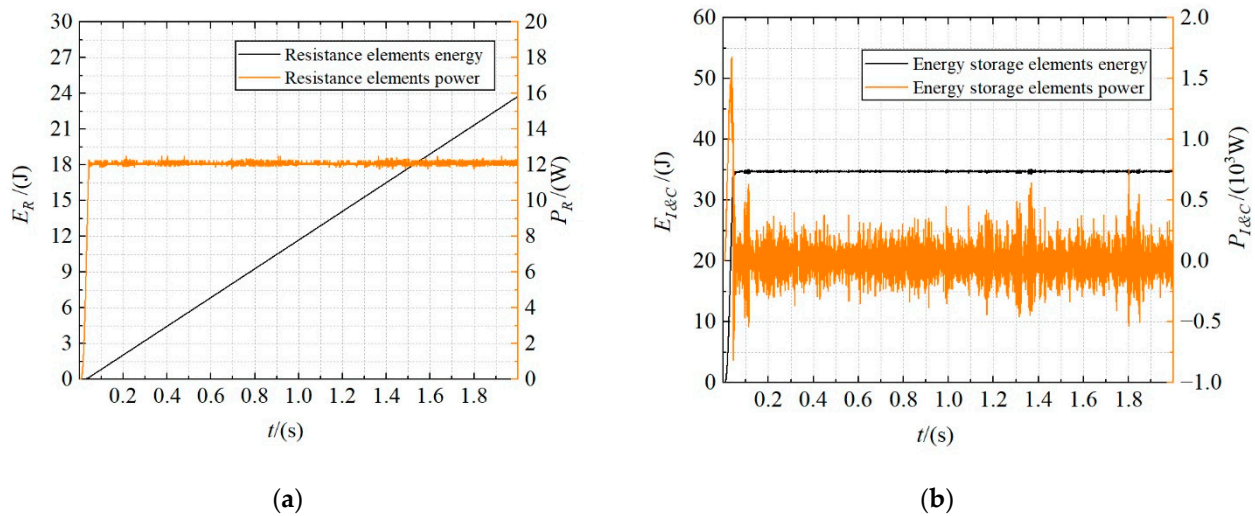 Resistance elements energy
Resistance elements power
E_R/(J)
30
27
24
21
18
15
12
9
6
3
0
P_R/(W)
20
18
16
14
12
10
8
6
4
2
0
0.2 0.4 0.6 0.8 1.0 1.2 1.4 1.6 1.8
t/(s)
(a)
Energy storage elements energy
Energy storage elements power
E_{I&C}/(J)
60
50
40
30
20
10
0
P_{I&C}/(10³W)
2.0
1.5
1.0
0.5
0.0
−0.5
−1.0
0.2 0.4 0.6 0.8 1.0 1.2 1.4 1.6 1.8
t/(s)
(b)